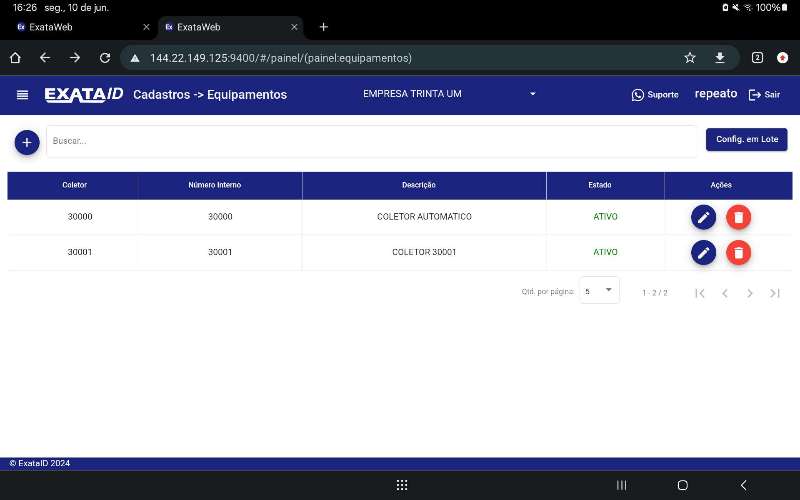 16:26 seg., 10 de jun. 100%
Ex ExataWeb Ex ExataWeb
144.22.149.125:9400/#/painel/(painel:equipamentos) 2
EXATAID Cadastros -> Equipamentos EMPRESA TRINTA UM Suporte repeato Sair
Buscar... Config. em Lote
Coletor Número Interno Descrição Estado Ações
30000 30000 COLETOR AUTOMATICO ATIVO
30001 30001 COLETOR 30001 ATIVO
Qtd. por página: 5 1 - 2 / 2
© ExataID 2024